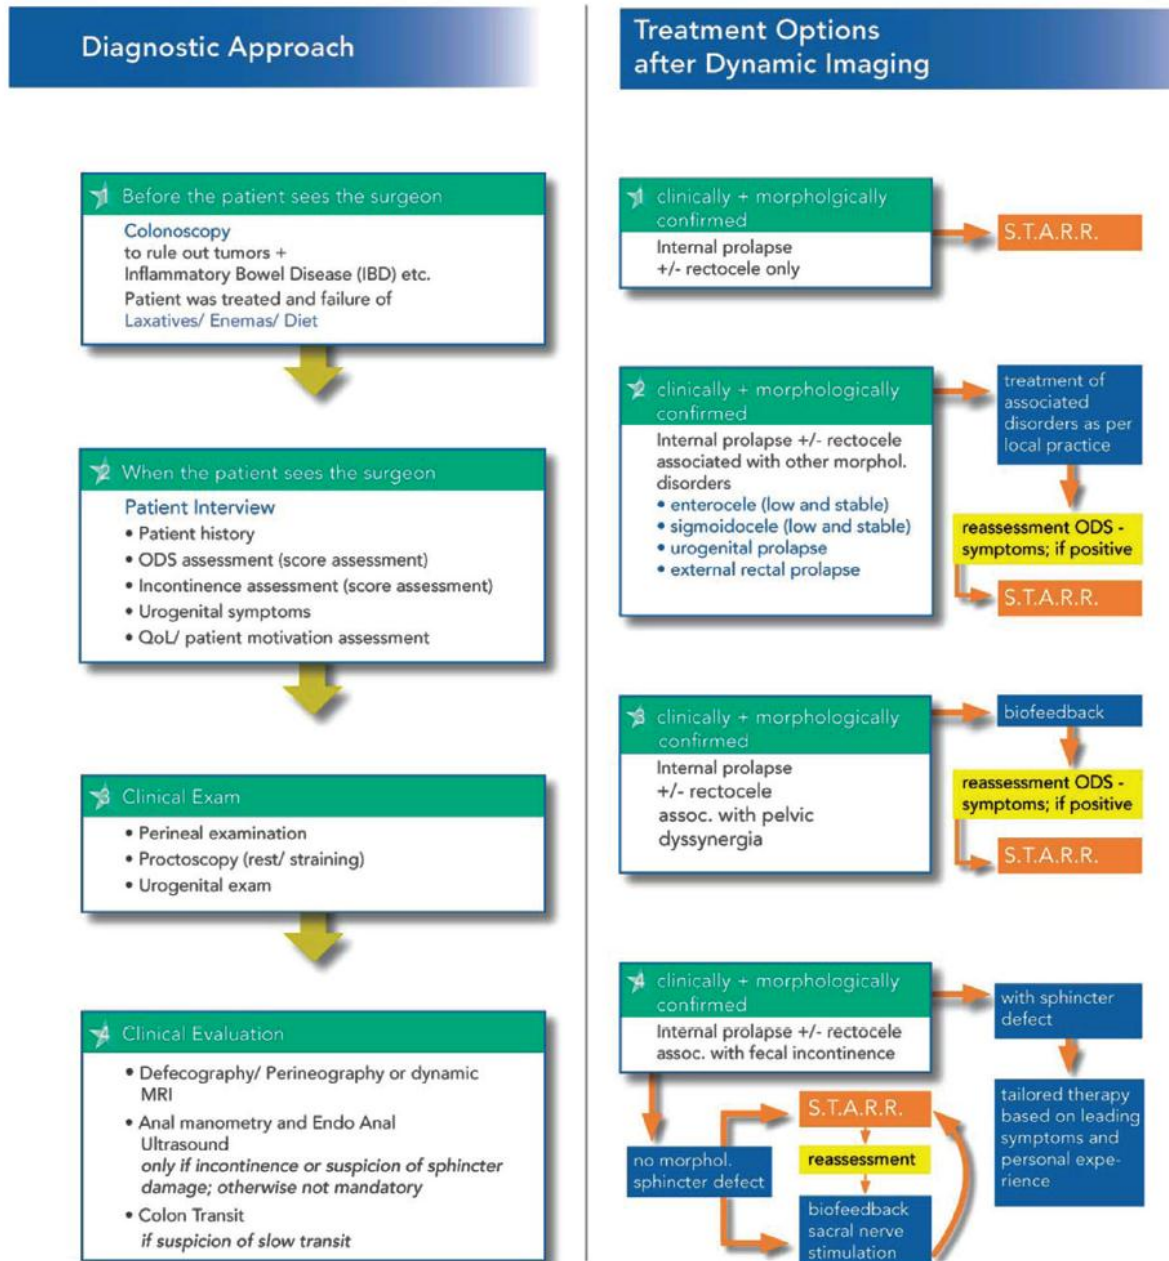 Diagnostic Approach
1 Before the patient sees the surgeon
Colonoscopy
to rule out tumors +
Inflammatory Bowel Disease (IBD) etc.
Patient was treated and failure of
Laxatives/ Enemas/ Diet
2 When the patient sees the surgeon
Patient Interview
• Patient history
• ODS assessment (score assessment)
• Incontinence assessment (score assessment)
• Urogenital symptoms
• QoL/ patient motivation assessment
3 Clinical Exam
• Perineal examination
• Proctoscopy (rest/ straining)
• Urogenital exam
4 Clinical Evaluation
• Defecography/ Perineography or dynamic
MRI
• Anal manometry and Endo Anal
Ultrasound
only if incontinence or suspicion of sphincter
damage; otherwise not mandatory
• Colon Transit
if suspicion of slow transit
Treatment Options
after Dynamic Imaging
1 clinically + morphologically
confirmed
Internal prolapse
+/- rectocele only
S.T.A.R.R.
2 clinically + morphologically
confirmed
Internal prolapse +/- rectocele
associated with other morphol.
disorders
• enterocele (low and stable)
• sigmoidocele (low and stable)
• urogenital prolapse
• external rectal prolapse
treatment of
associated
disorders as per
local practice
reassessment ODS -
symptoms; if positive
S.T.A.R.R.
3 clinically + morphologically
confirmed
Internal prolapse
+/- rectocele
assoc. with pelvic
dyssynergia
biofeedback
reassessment ODS -
symptoms; if positive
S.T.A.R.R.
4 clinically + morphologically
confirmed
Internal prolapse +/- rectocele
assoc. with fecal incontinence
with sphincter
defect
tailored therapy
based on leading
symptoms and
personal expe-
rience
no morphol.
sphincter defect
S.T.A.R.R.
reassessment
biofeedback
sacral nerve
stimulation